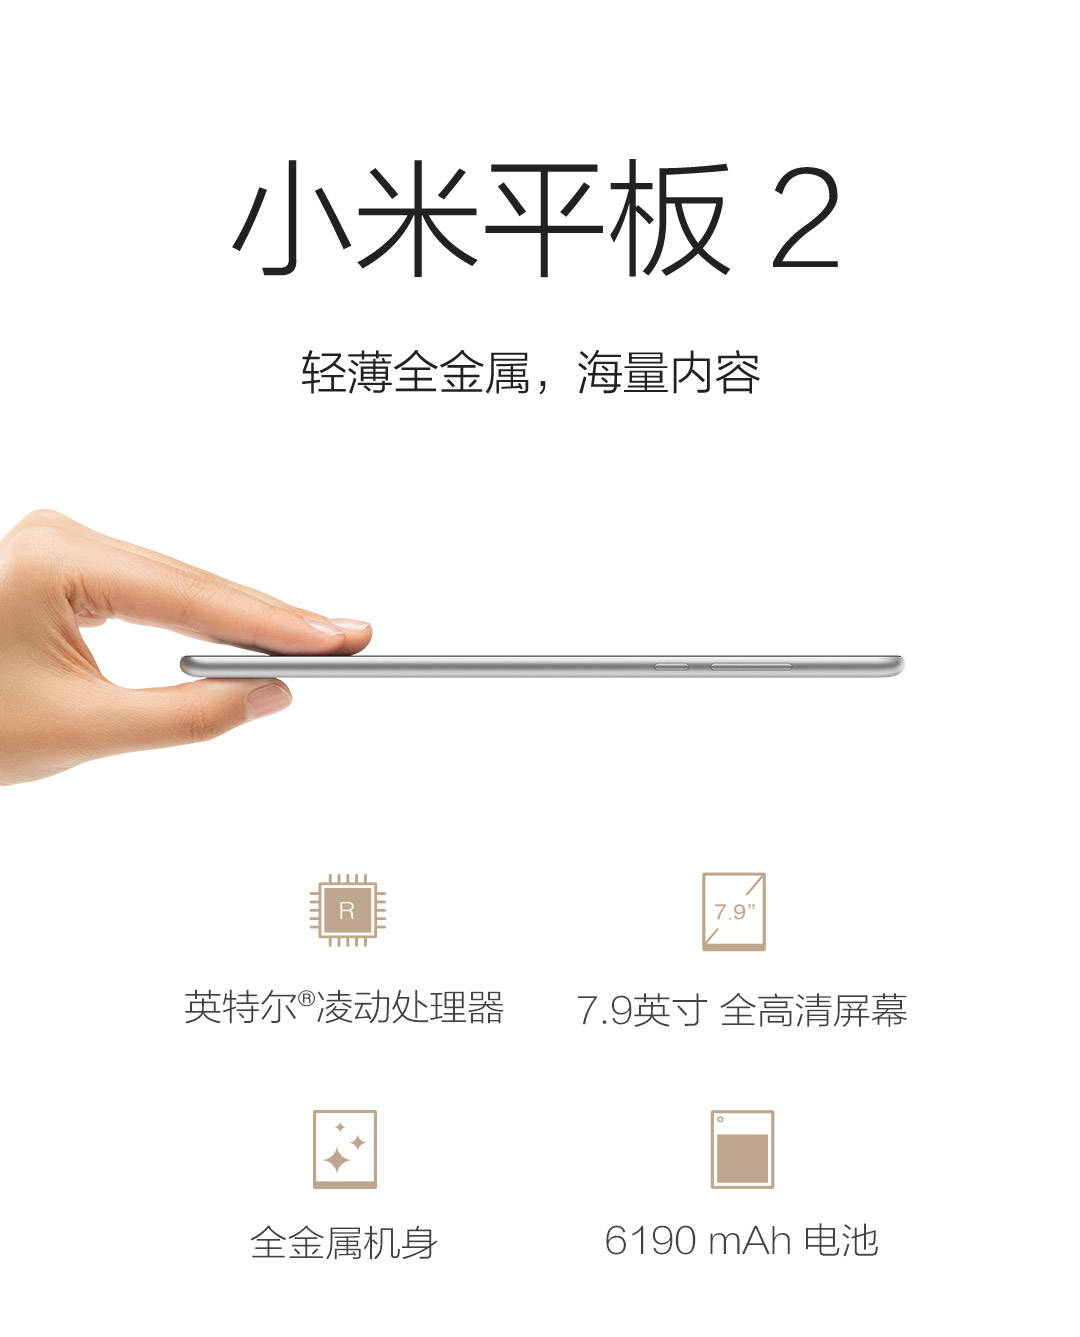 小米平板 2
轻薄全金属，海量内容
R
7.9”
英特尔®凌动处理器
7.9英寸 全高清屏幕
全金属机身
6190 mAh 电池